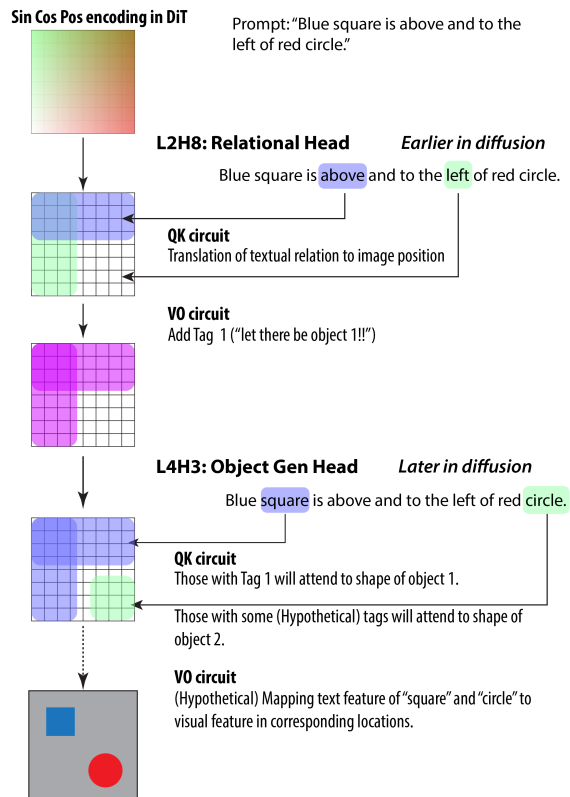 Sin Cos Pos encoding in DiT
Prompt: “Blue square is above and to the
left of red circle.”
L2H8: Relational Head
Earlier in diffusion
Blue square is above and to the left of red circle.
QK circuit
Translation of textual relation to image position
VO circuit
Add Tag 1 (“let there be object 1!!”)
L4H3: Object Gen Head
Later in diffusion
Blue square is above and to the left of red circle.
QK circuit
Those with Tag 1 will attend to shape of object 1.
Those with some (Hypothetical) tags will attend to shape of
object 2.
VO circuit
(Hypothetical) Mapping text feature of “square” and “circle” to
visual feature in corresponding locations.